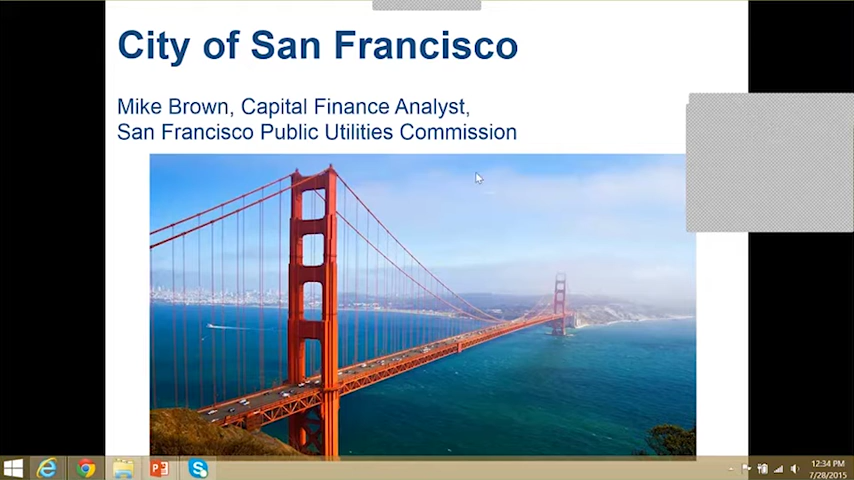 City of San Francisco
Mike Brown, Capital Finance Analyst,
San Francisco Public Utilities Commission
12:34 PM
7/28/2015